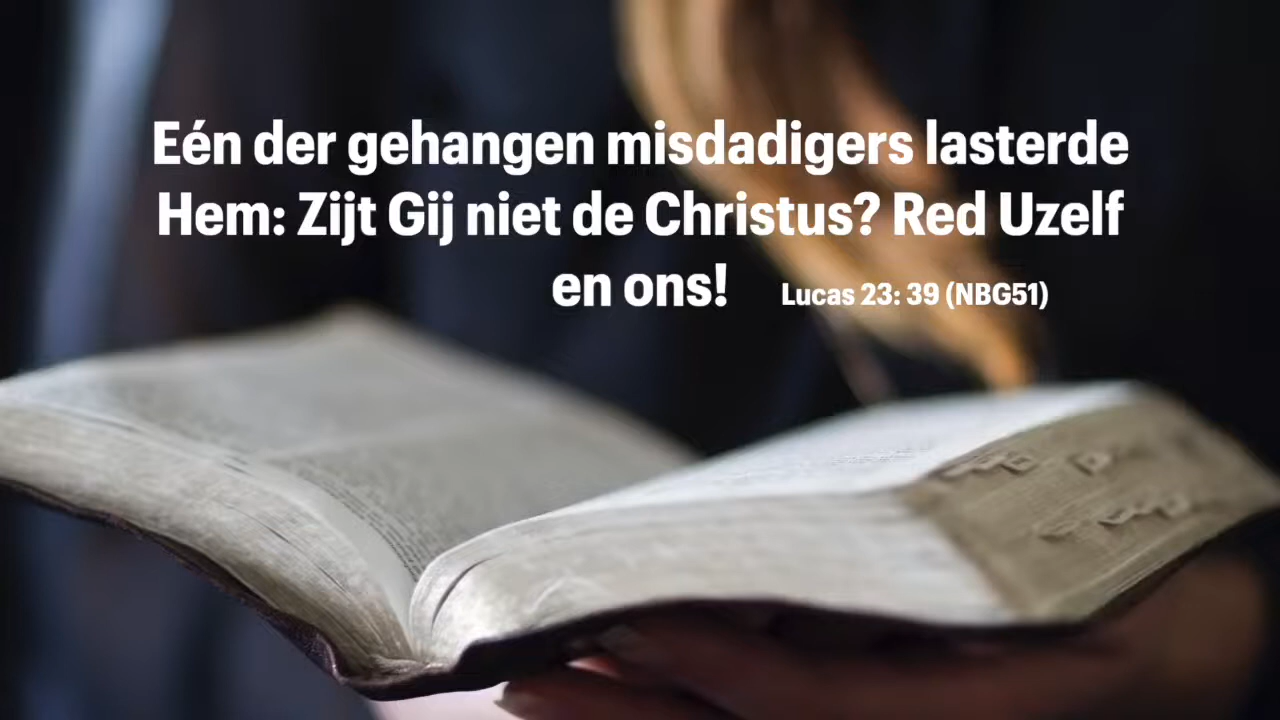 Eén der gehangen misdadigers lasterde
Hem: Zijt Gij niet de Christus? Red Uzelf
en ons! Lucas 23: 39 (NBG51)